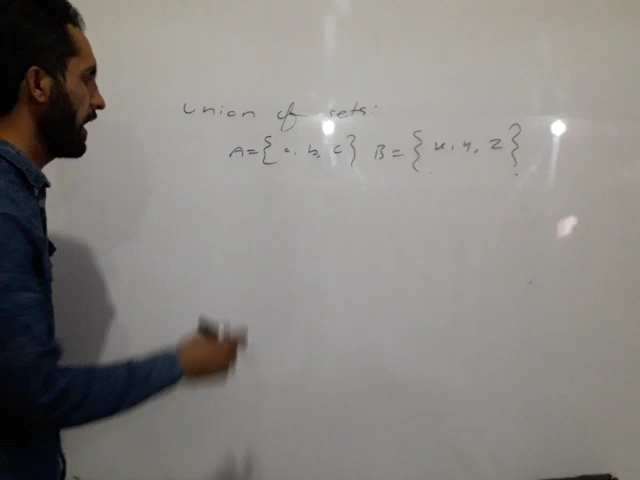 Union of sets:
A={a, b, c} B={x, y, z}